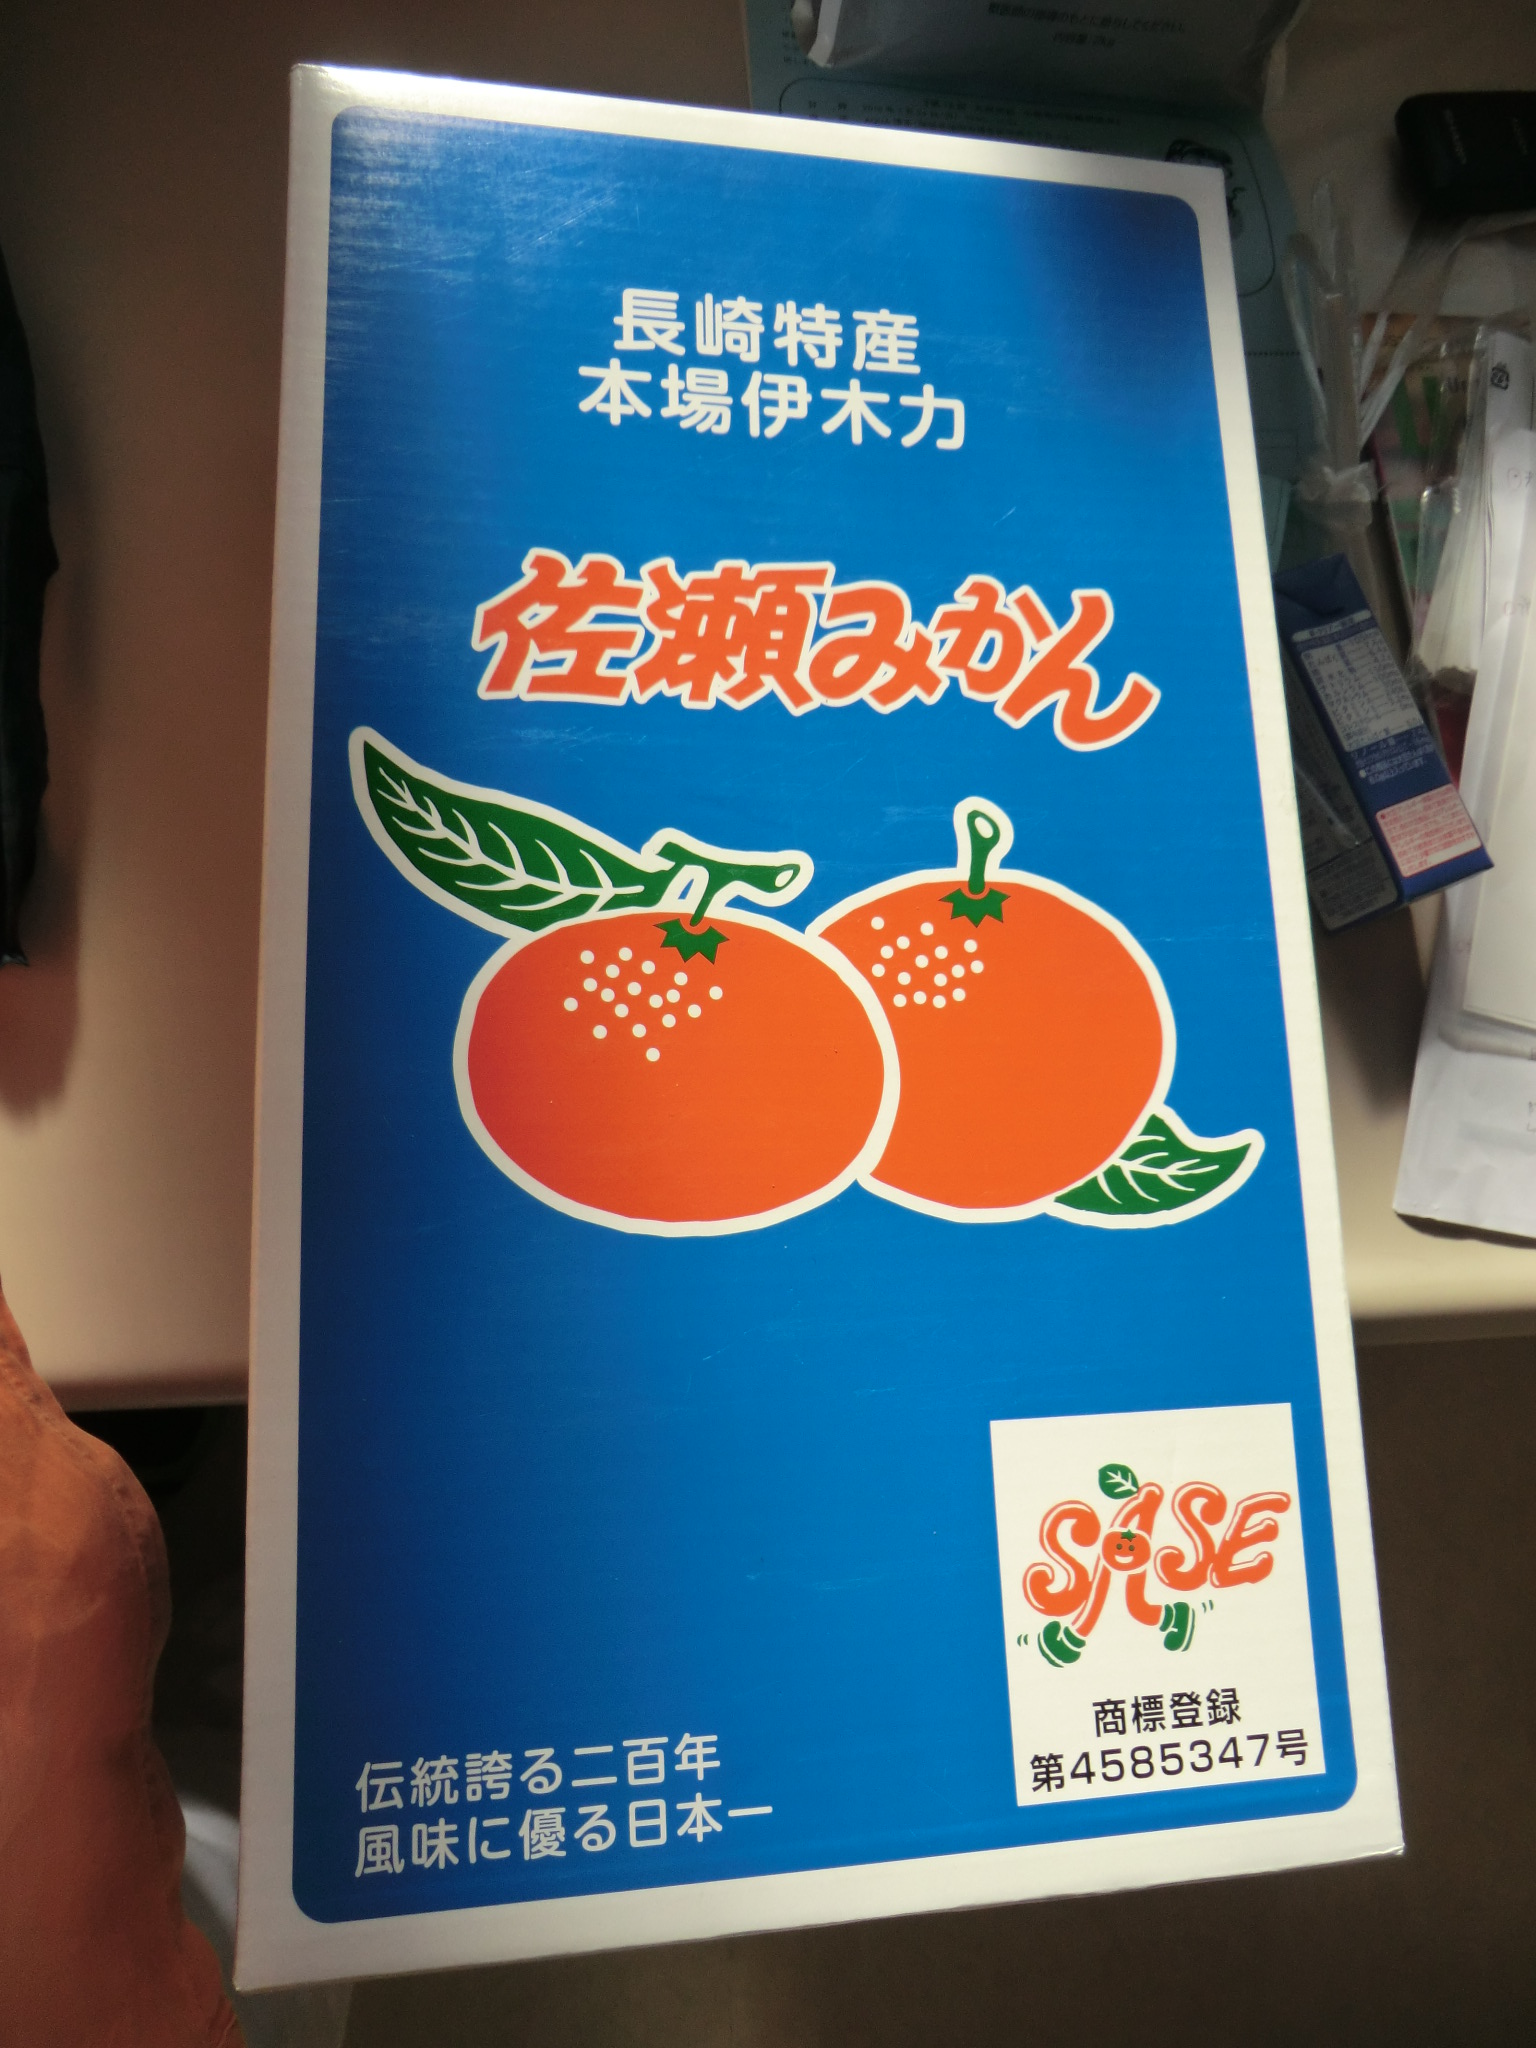 長崎特産
本場伊木力
佐瀬みかん
SASE
商標登録
第4585347号
伝統誇る二百年
風味に優る日本一